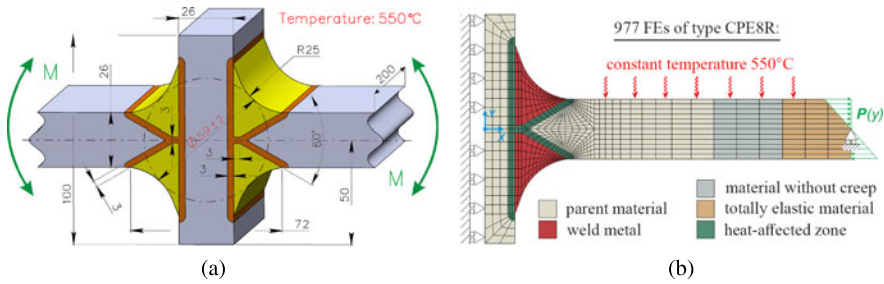 Temperature: 550°C
26
R25
200
M
26
3
Ø59±2
60°
3
3
3
M
100
50
72
(a)
977 FEs of type CPE8R:
constant temperature 550°C
P(y)
Y
X
parent material
weld metal
material without creep
totally elastic material
heat-affected zone
(b)